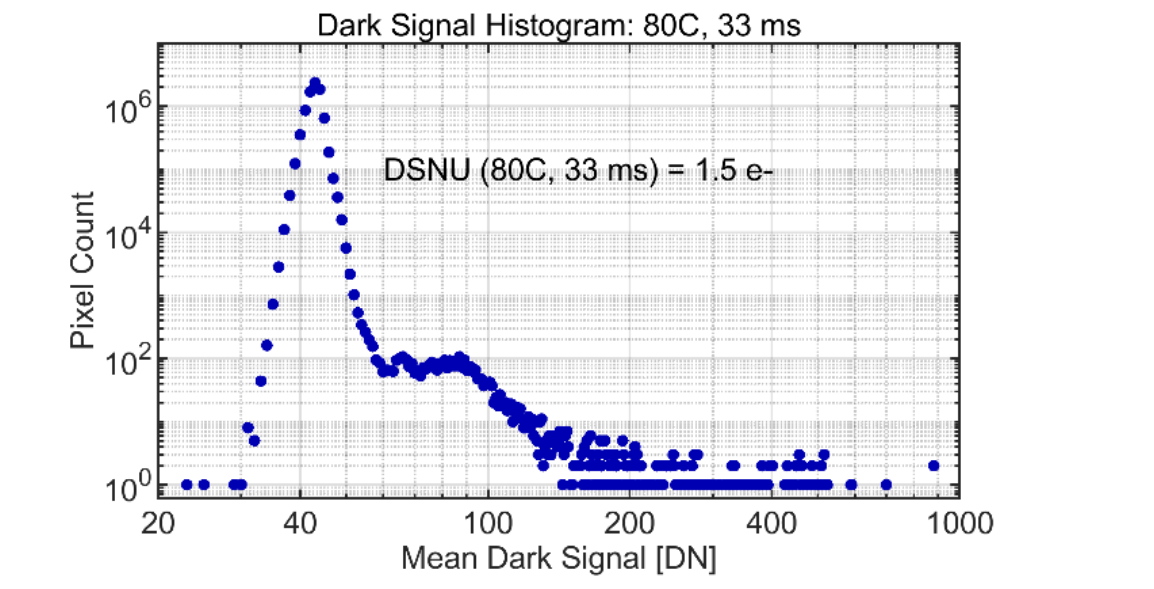 Dark Signal Histogram: 80C, 33 ms
10^6
DSNU (80C, 33 ms) = 1.5 e-
10^4
Pixel Count
10^2
10^0
20 40 100 200 400 1000
Mean Dark Signal [DN]